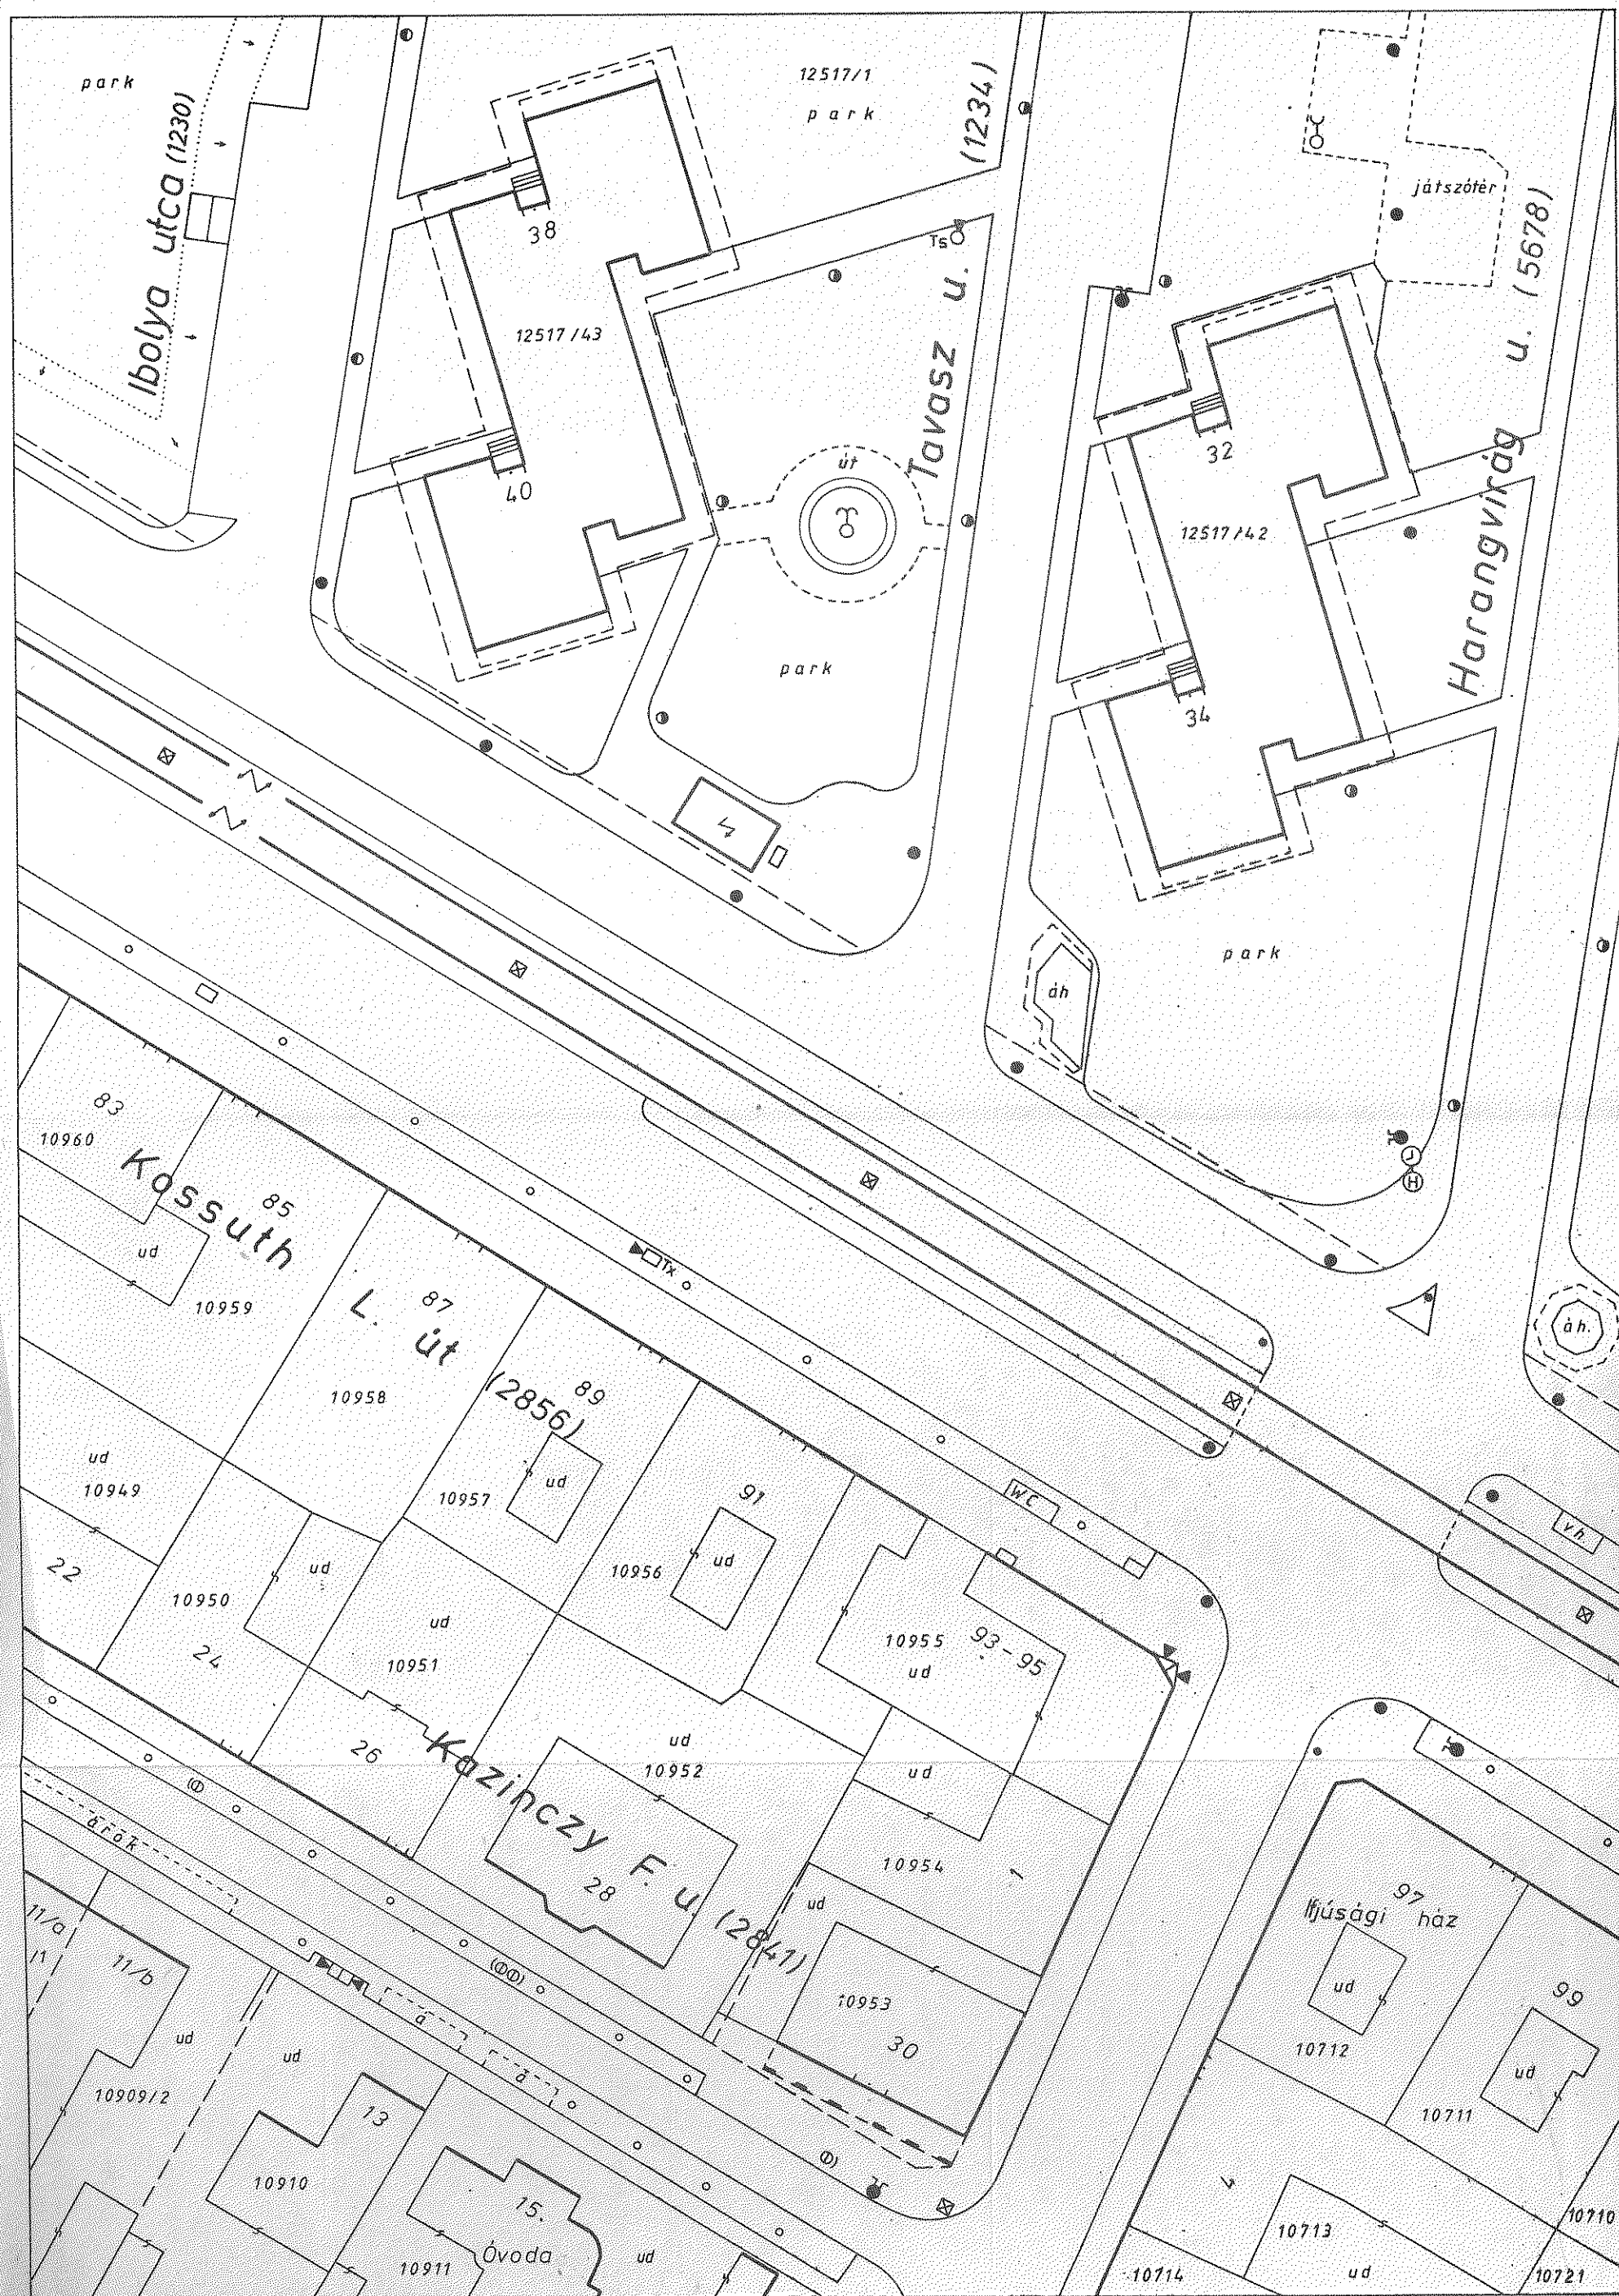 park
Ibolya utca (1230)
12517/1
park
(1234)
Tavasz u.
Ts
38
12517/43
40
út
park
játszótér
Harangvirág u. (5678)
32
12517/42
34
park
áh
H
áh.
83
10960
Kossuth L. út (2856)
85
ud
10959
87
10958
89
ud
10957
Tx
91
ud
10956
WC
vh.
ud
10949
22
10950
24
ud
ud
10951
26
10955
ud
93-95
ud
10952
Kazinczy F. u. (2841)
28
ud
10954
1
ud
10953
30
árok
11/a
11/b
ud
á
á
10909/2
ud
13
10910
15.
Óvoda
10911
ud
97
Ifjúsági ház
ud
10712
99
ud
10711
10710
10713
ud
10714
10721